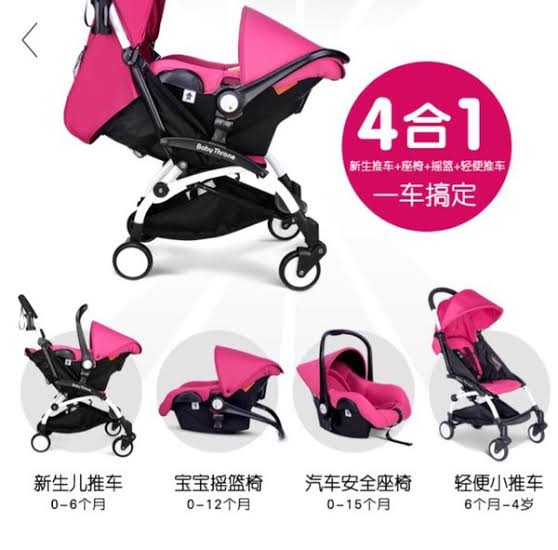 4合1
新生推车+座椅+摇篮+轻便推车
一车搞定
Baby Throne
新生儿推车
0-6个月
宝宝摇篮椅
0-12个月
汽车安全座椅
0-15个月
轻便小推车
6个月-4岁